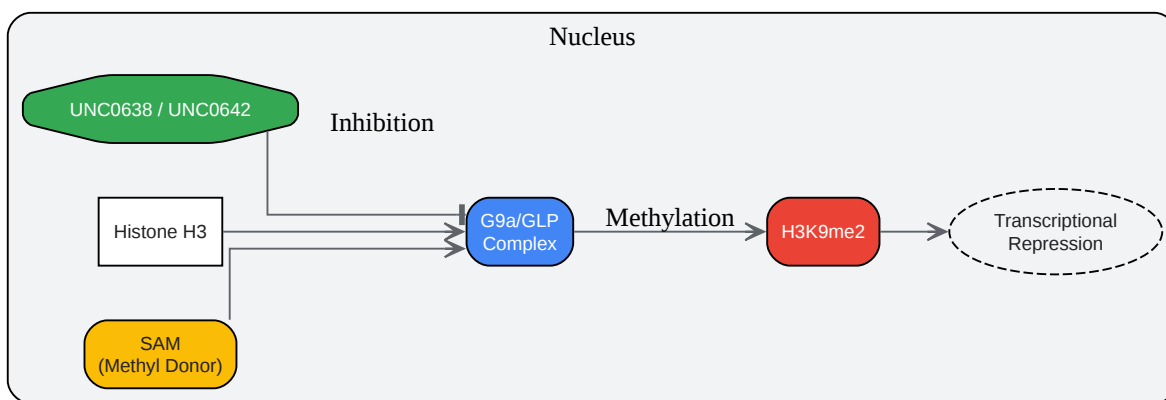 Nucleus
UNC0638 / UNC0642
Inhibition
Histone H3
G9a/GLP
Complex
Methylation
H3K9me2
Transcriptional
Repression
SAM
(Methyl Donor)